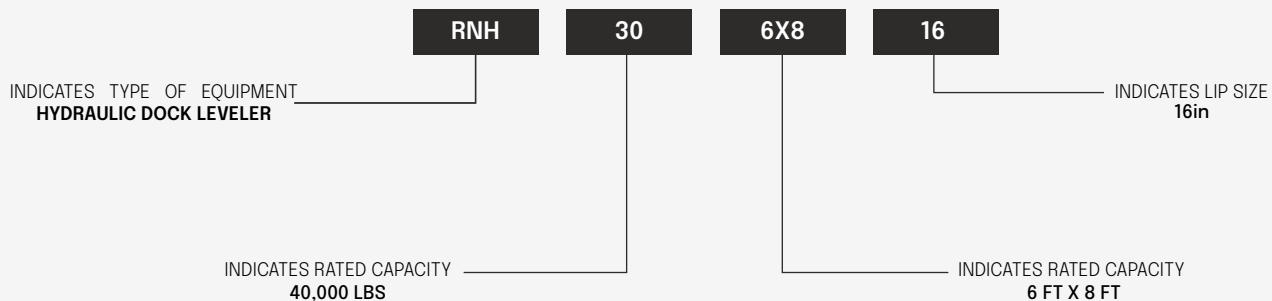 RNH 30 6X8 16
INDICATES TYPE OF EQUIPMENT
HYDRAULIC DOCK LEVELER
INDICATES LIP SIZE
16in
INDICATES RATED CAPACITY
40,000 LBS
INDICATES RATED CAPACITY
6 FT X 8 FT